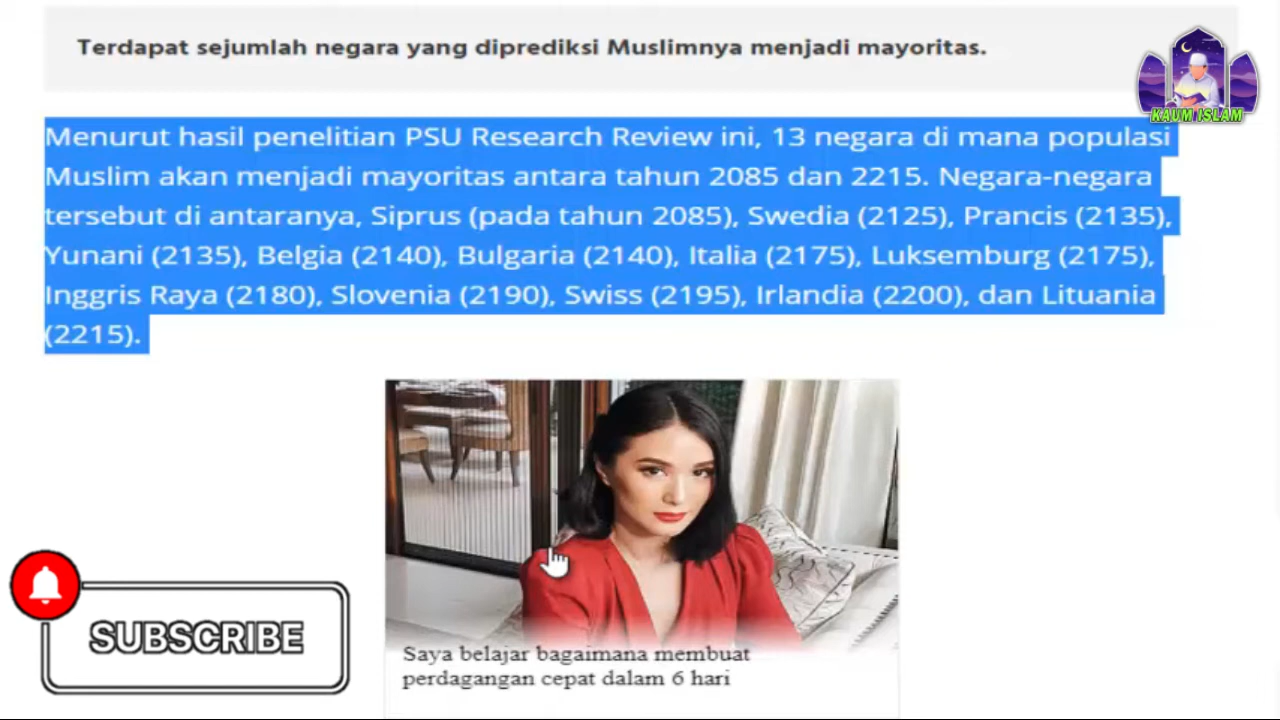 Terdapat sejumlah negara yang diprediksi Muslimnya menjadi mayoritas.
KAUM ISLAM
Menurut hasil penelitian PSU Research Review ini, 13 negara di mana populasi
Muslim akan menjadi mayoritas antara tahun 2085 dan 2215. Negara-negara
tersebut di antaranya, Siprus (pada tahun 2085), Swedia (2125), Prancis (2135),
Yunani (2135), Belgia (2140), Bulgaria (2140), Italia (2175), Luksemburg (2175),
Inggris Raya (2180), Slovenia (2190), Swiss (2195), Irlandia (2200), dan Lituania
(2215).
SUBSCRIBE
Saya belajar bagaimana membuat
perdagangan cepat dalam 6 hari